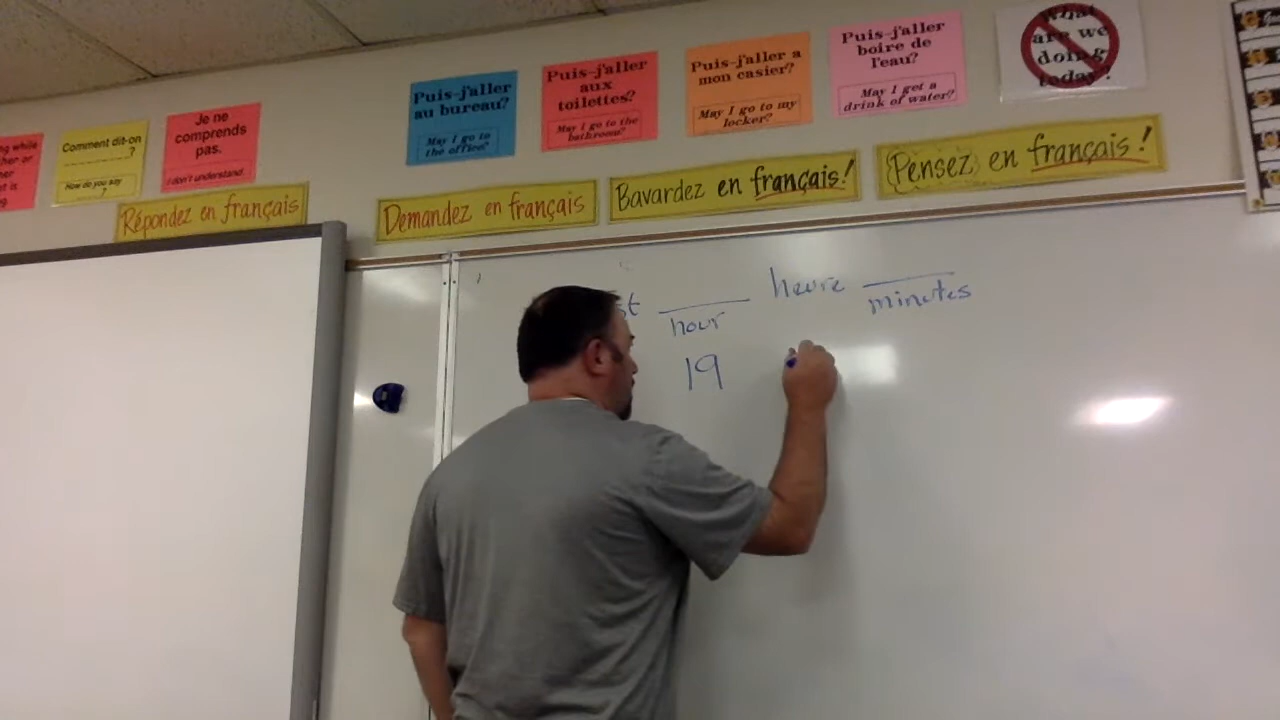 Comment dit-on
?
How do you say
?
Je ne
comprends
pas.
I don't understand.
Répondez en français
Puis-j'aller
au bureau?
May I go to
the office?
Puis-j'aller
aux
toilettes?
May I go to the
bathroom?
Puis-j'aller a
mon casier?
May I go to my
locker?
Puis-j'aller
boire de
l'eau?
May I get a
drink of water?
What
are we
doing
today?
Demandez en français
Bavardez en français!
Pensez en français!
st heure
hour minutes
19